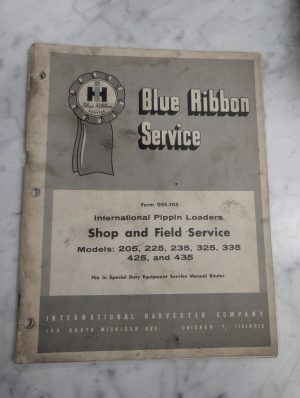 IH
Blue Ribbon
SERVICE
Blue Ribbon
Service
Form GSS-1113
International Pippin Loaders
Shop and Field Service
Models: 205, 225, 235, 325, 335
425, and 435
File in Special Duty Equipment Service Manual Binder
INTERNATIONAL HARVESTER COMPANY
180 NORTH MICHIGAN AVE. CHICAGO 1, ILLINOIS